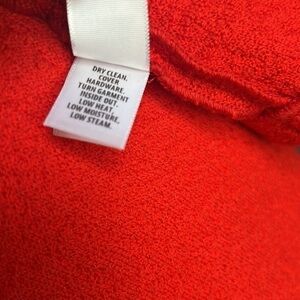 DRY CLEAN.
COVER
HARDWARE.
TURN GARMENT
INSIDE OUT.
LOW HEAT,
LOW MOISTURE,
LOW STEAM.